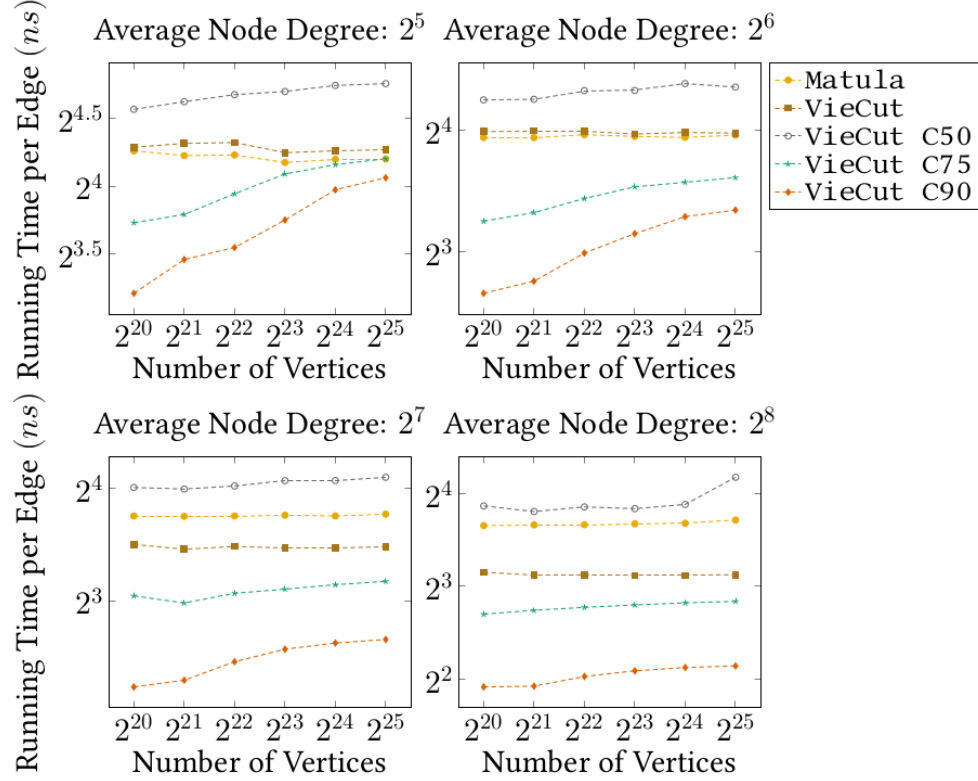 Average Node Degree: 2^5
Average Node Degree: 2^6
Running Time per Edge (ns)
2^4.5
2^4
2^3.5
2^4
2^3
Matula
VieCut
VieCut C50
VieCut C75
VieCut C90
2^20 2^21 2^22 2^23 2^24 2^25
2^20 2^21 2^22 2^23 2^24 2^25
Number of Vertices
Number of Vertices
Average Node Degree: 2^7
Average Node Degree: 2^8
Running Time per Edge (ns)
2^4
2^3
2^4
2^3
2^2
2^20 2^21 2^22 2^23 2^24 2^25
2^20 2^21 2^22 2^23 2^24 2^25
Number of Vertices
Number of Vertices